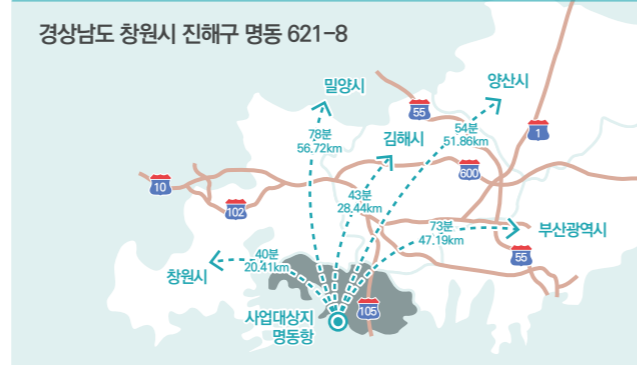 경상남도 창원시 진해구 명동 621-8
밀양시
양산시
55
78분
56.72km
김해시
54분
51.86km
1
600
10
43분
28.44km
102
73분
47.19km
부산광역시
55
40분
20.41km
창원시
사업대상지
명동항
105